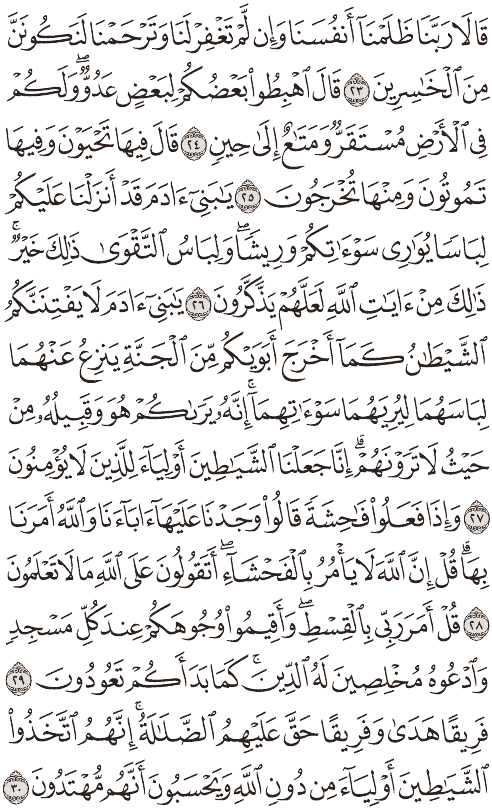 قَالَا رَبَّنَا ظَلَمْنَآ أَنفُسَنَا وَإِن لَّمْ تَغْفِرْ لَنَا وَتَرْحَمْنَا لَنَكُونَنَّ
مِنَ ٱلْخَٰسِرِينَ ٢٣ قَالَ ٱهْبِطُوا۟ بَعْضُكُمْ لِبَعْضٍ عَدُوٌّۖ وَلَكُمْ
فِى ٱلْأَرْضِ مُسْتَقَرٌّ وَمَتَٰعٌ إِلَىٰ حِينٍ ٢٤ قَالَ فِيهَا تَحْيَوْنَ وَفِيهَا
تَمُوتُونَ وَمِنْهَا تُخْرَجُونَ ٢٥ يَٰبَنِىٓ ءَادَمَ قَدْ أَنزَلْنَا عَلَيْكُمْ
لِبَاسًا يُوَٰرِى سَوْءَٰتِكُمْ وَرِيشًاۖ وَلِبَاسُ ٱلتَّقْوَىٰ ذَٰلِكَ خَيْرٌۚ
ذَٰلِكَ مِنْ ءَايَٰتِ ٱللَّهِ لَعَلَّهُمْ يَذَّكَّرُونَ ٢٦ يَٰبَنِىٓ ءَادَمَ لَا يَفْتِنَنَّكُمُ
ٱلشَّيْطَٰنُ كَمَآ أَخْرَجَ أَبَوَيْكُم مِّنَ ٱلْجَنَّةِ يَنزِعُ عَنْهُمَا
لِبَاسَهُمَا لِيُرِيَهُمَا سَوْءَٰتِهِمَآۚ إِنَّهُۥ يَرَىٰكُمْ هُوَ وَقَبِيلُهُۥ مِنْ
حَيْثُ لَا تَرَوْنَهُمْۗ إِنَّا جَعَلْنَا ٱلشَّيَٰطِينَ أَوْلِيَآءَ لِلَّذِينَ لَا يُؤْمِنُونَ
٢٧ وَإِذَا فَعَلُوا۟ فَٰحِشَةً قَالُوا۟ وَجَدْنَا عَلَيْهَآ ءَابَآءَنَا وَٱللَّهُ أَمَرَنَا
بِهَاۗ قُلْ إِنَّ ٱللَّهَ لَا يَأْمُرُ بِٱلْفَحْشَآءِۖ أَتَقُولُونَ عَلَى ٱللَّهِ مَا لَا تَعْلَمُونَ
٢٨ قُلْ أَمَرَ رَبِّى بِٱلْقِسْطِۖ وَأَقِيمُوا۟ وُجُوهَكُمْ عِندَ كُلِّ مَسْجِدٍ
وَٱدْعُوهُ مُخْلِصِينَ لَهُ ٱلدِّينَۚ كَمَا بَدَأَكُمْ تَعُودُونَ ٢٩
فَرِيقًا هَدَىٰ وَفَرِيقًا حَقَّ عَلَيْهِمُ ٱلضَّلَٰلَةُۗ إِنَّهُمُ ٱتَّخَذُوا۟
ٱلشَّيَٰطِينَ أَوْلِيَآءَ مِن دُونِ ٱللَّهِ وَيَحْسَبُونَ أَنَّهُم مُّهْتَدُونَ ٣٠